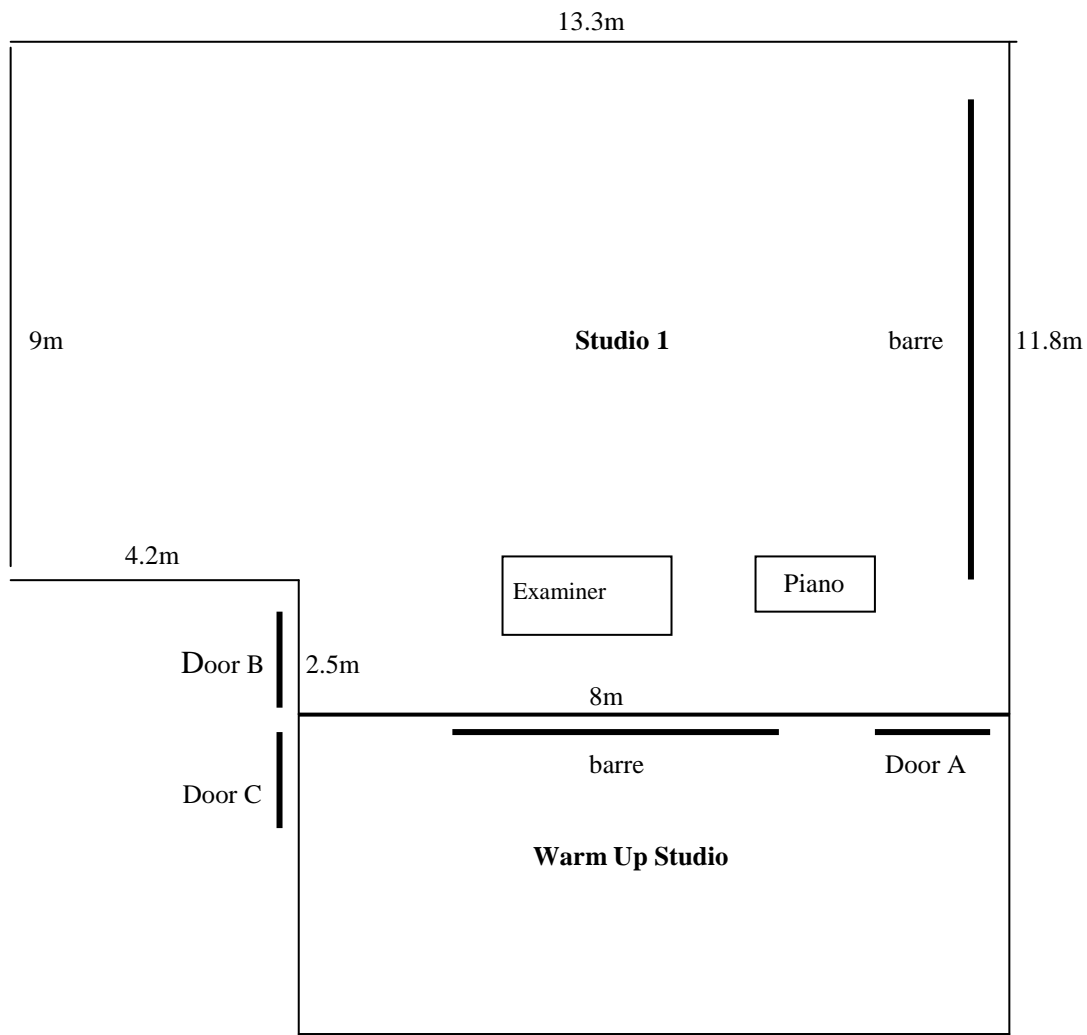 13.3m
9m
Studio 1
barre
11.8m
4.2m
Examiner
Piano
Door B
2.5m
8m
barre
Door A
Door C
Warm Up Studio